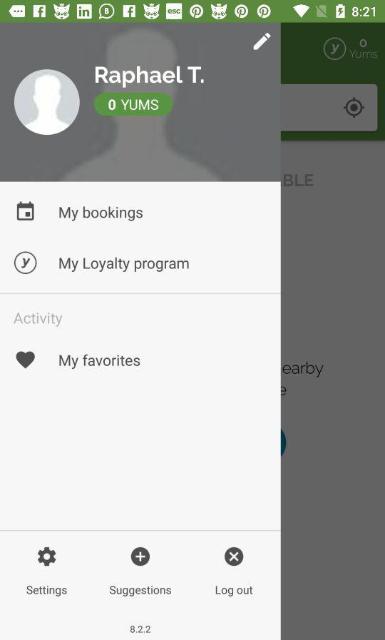 8:21
Raphael T.
0 YUMS
0
Yums
BLE
My bookings
y My Loyalty program
Activity
My favorites
earby
e
Settings
Suggestions
Log out
8.2.2